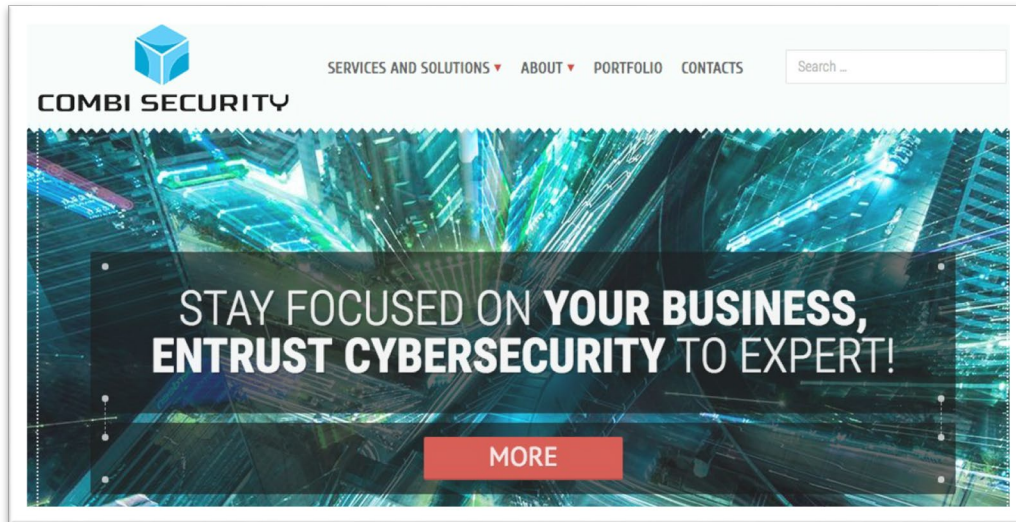 COMBI SECURITY
SERVICES AND SOLUTIONS
ABOUT
PORTFOLIO
CONTACTS
Search ...
STAY FOCUSED ON YOUR BUSINESS,
ENTRUST CYBERSECURITY TO EXPERT!
MORE